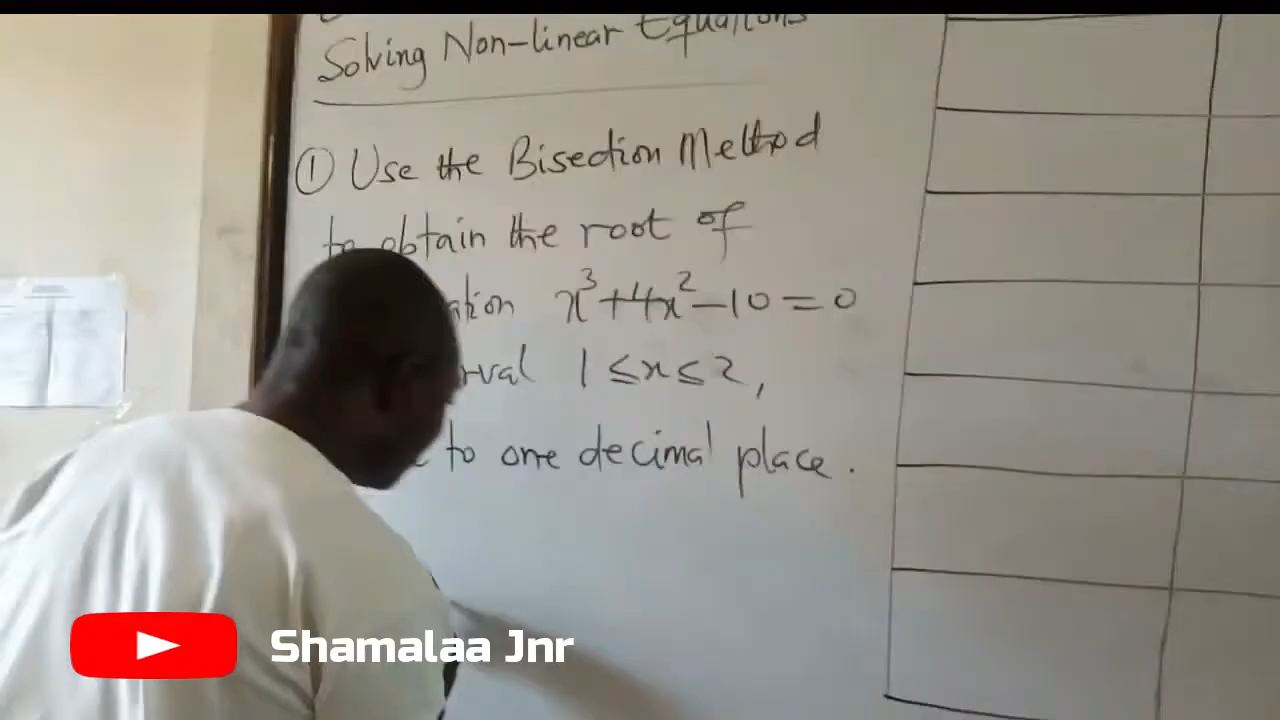 Solving Non-linear Equations
① Use the Bisection Method
to obtain the root of
x³+4x²-10=0
1≤x≤2,
to one decimal place.
Shamalaa Jnr